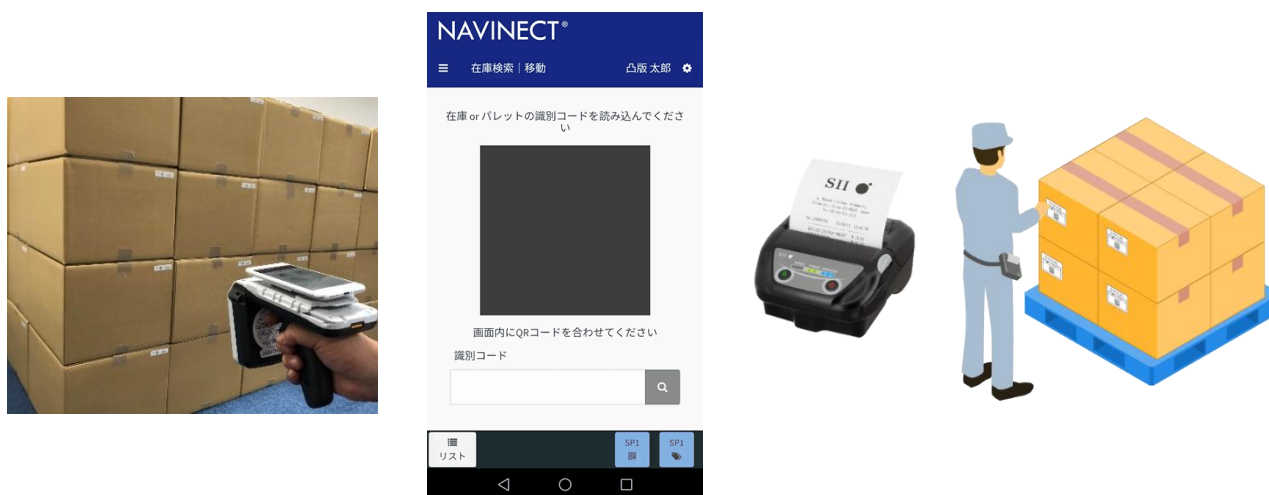 NAVINECT®
在庫検索｜移動
凸版 太郎
在庫 or パレットの識別コードを読み込んでくださ
い
画面内にQRコードを合わせてください
識別コード
リスト
SP1
SP1
SII